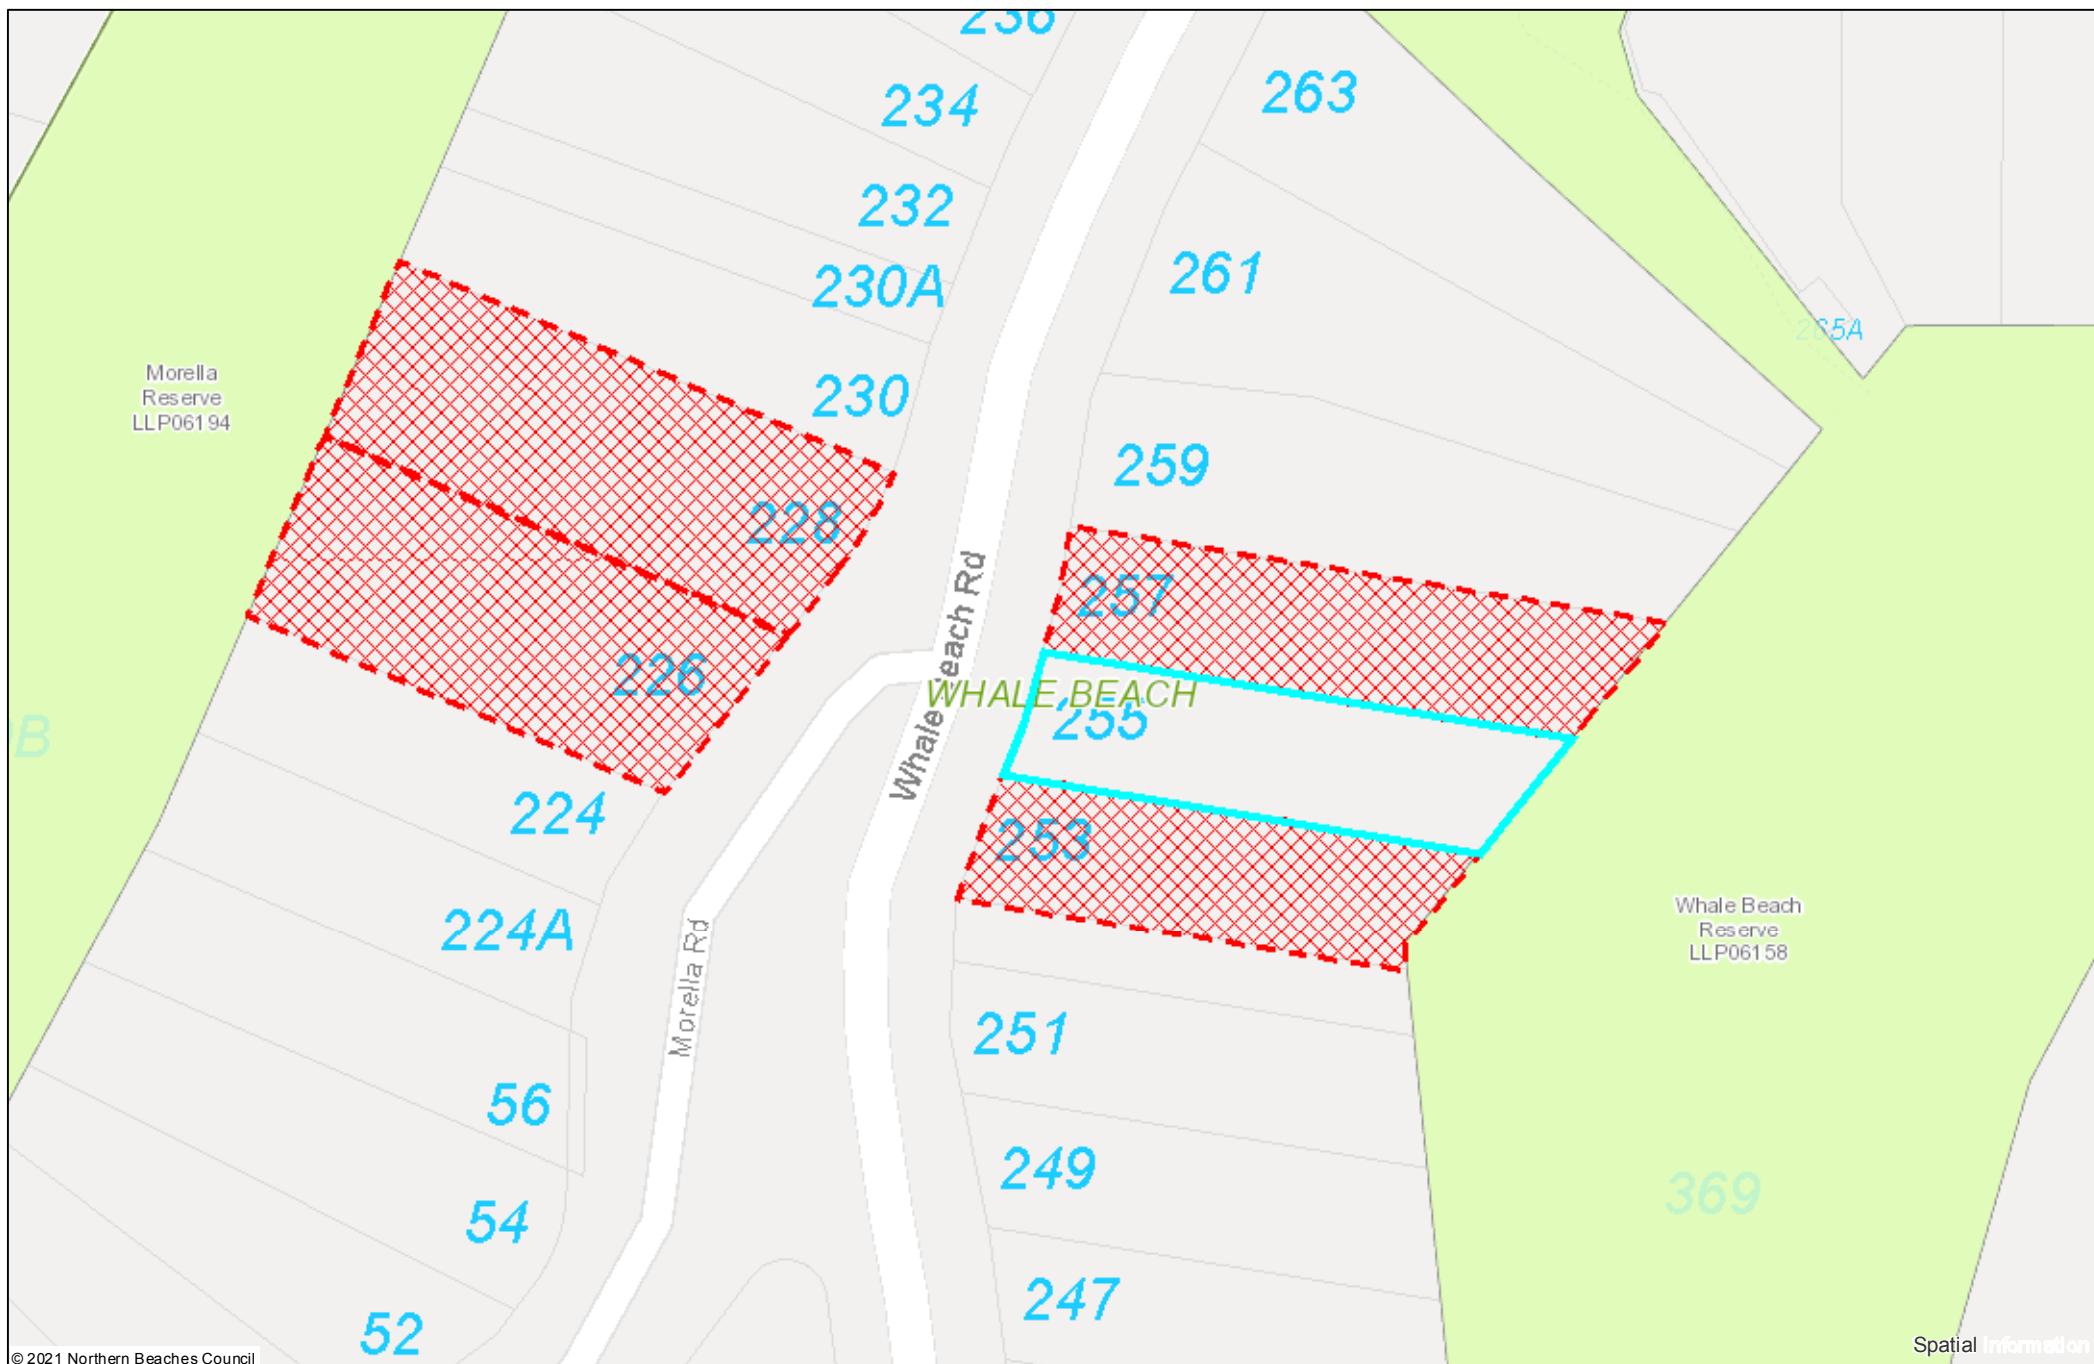 236
263
234
232
261
230A
265A
Morella
Reserve
LLP06194
230
259
228
257
226
Whale Beach Rd
WHALE BEACH
255
224
253
Whale Beach
Reserve
LLP06158
224A
Morella Rd
251
56
249
369
54
247
52
Spatial Information
© 2021 Northern Beaches Council